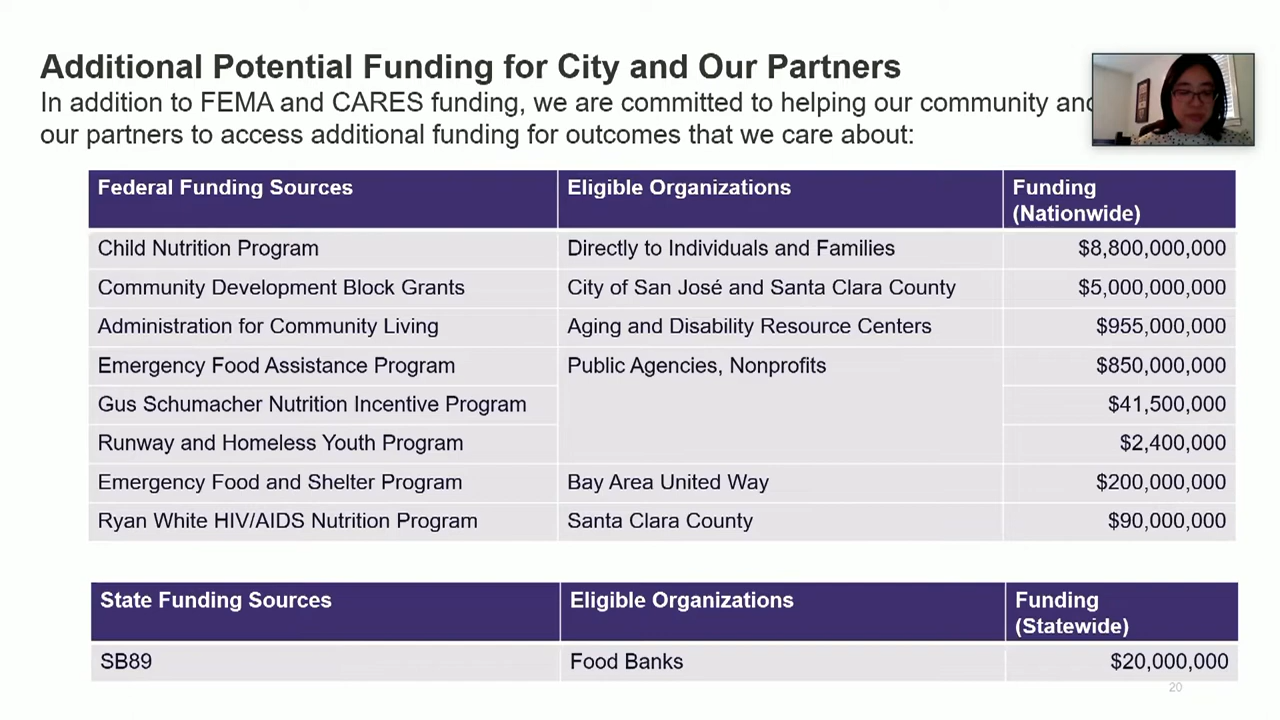 Additional Potential Funding for City and Our Partners
In addition to FEMA and CARES funding, we are committed to helping our community and
our partners to access additional funding for outcomes that we care about:
Federal Funding Sources Eligible Organizations Funding (Nationwide)
Child Nutrition Program Directly to Individuals and Families $8,800,000,000
Community Development Block Grants City of San José and Santa Clara County $5,000,000,000
Administration for Community Living Aging and Disability Resource Centers $955,000,000
Emergency Food Assistance Program Public Agencies, Nonprofits $850,000,000
Gus Schumacher Nutrition Incentive Program $41,500,000
Runway and Homeless Youth Program $2,400,000
Emergency Food and Shelter Program Bay Area United Way $200,000,000
Ryan White HIV/AIDS Nutrition Program Santa Clara County $90,000,000
State Funding Sources Eligible Organizations Funding (Statewide)
SB89 Food Banks $20,000,000
20